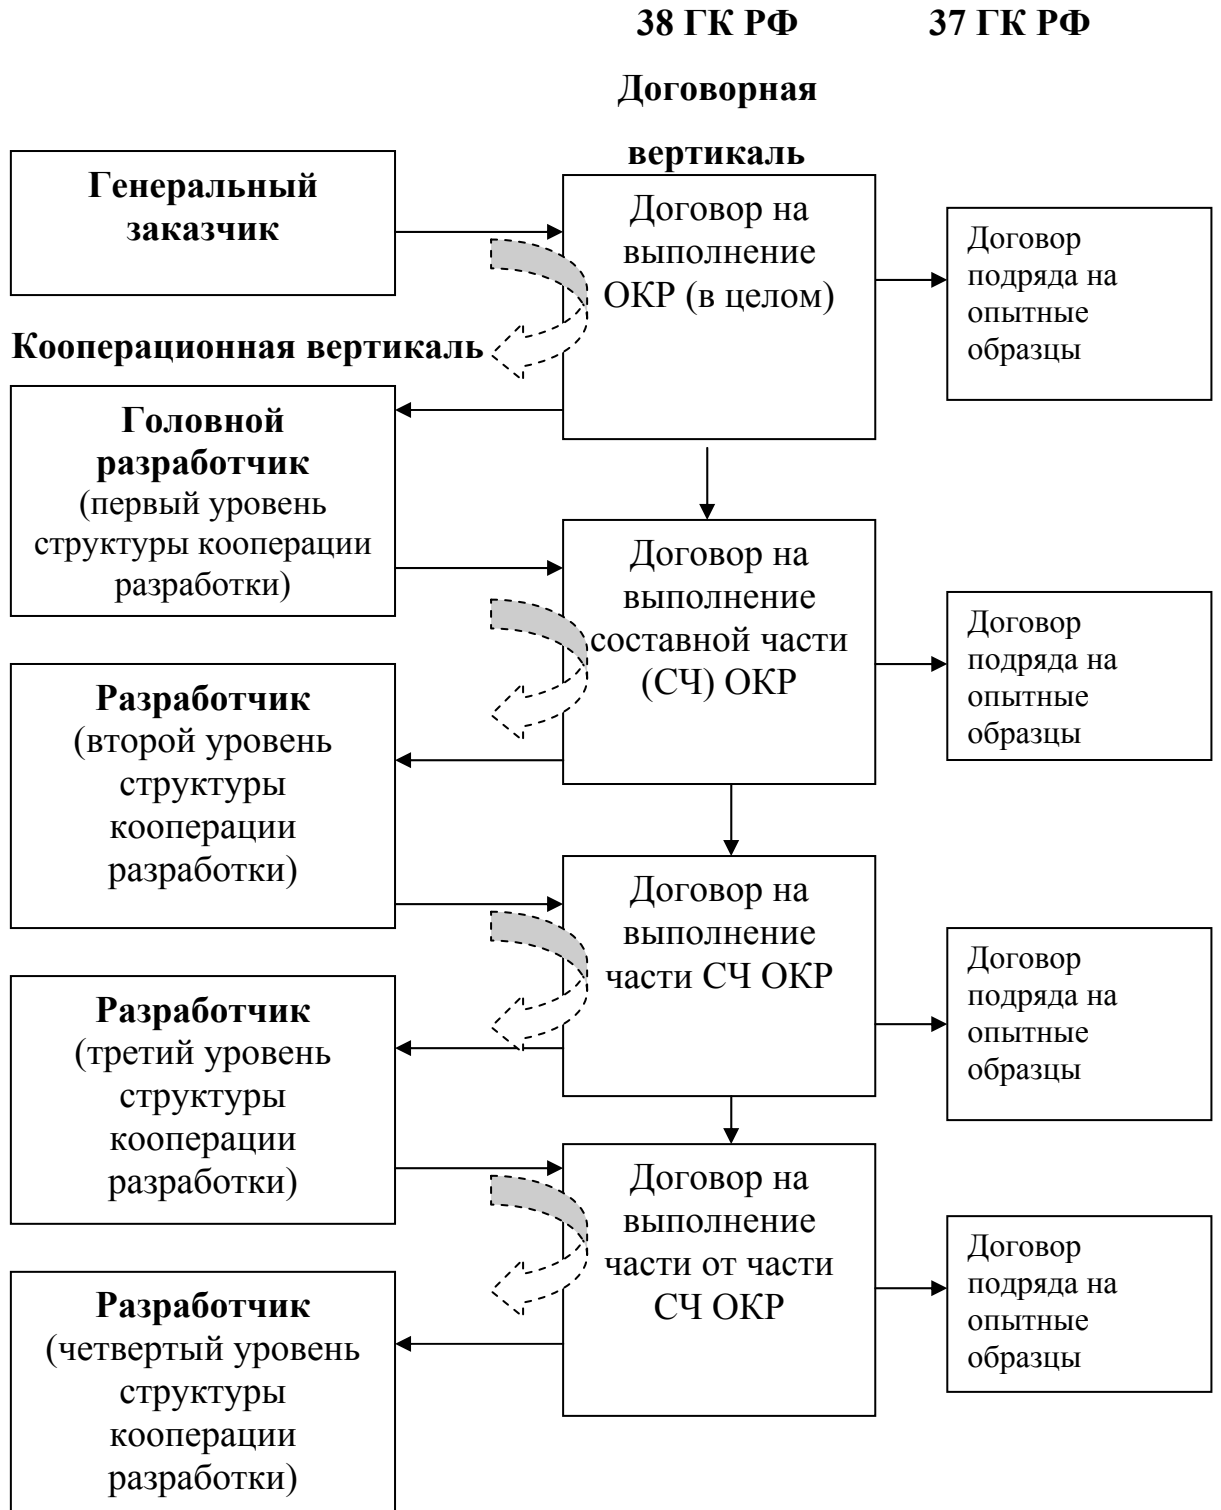 38 ГК РФ
37 ГК РФ
Договорная
вертикаль
Генеральный
заказчик
Договор на
выполнение
ОКР (в целом)
Договор
подряда на
опытные
образцы
Кооперационная вертикаль
Головной
разработчик
(первый уровень
структуры кооперации
разработки)
Договор на
выполнение
составной части
(СЧ) ОКР
Договор
подряда на
опытные
образцы
Разработчик
(второй уровень
структуры
кооперации
разработки)
Договор на
выполнение
части СЧ ОКР
Договор
подряда на
опытные
образцы
Разработчик
(третий уровень
структуры
кооперации
разработки)
Договор на
выполнение
части от части
СЧ ОКР
Договор
подряда на
опытные
образцы
Разработчик
(четвертый уровень
структуры
кооперации
разработки)